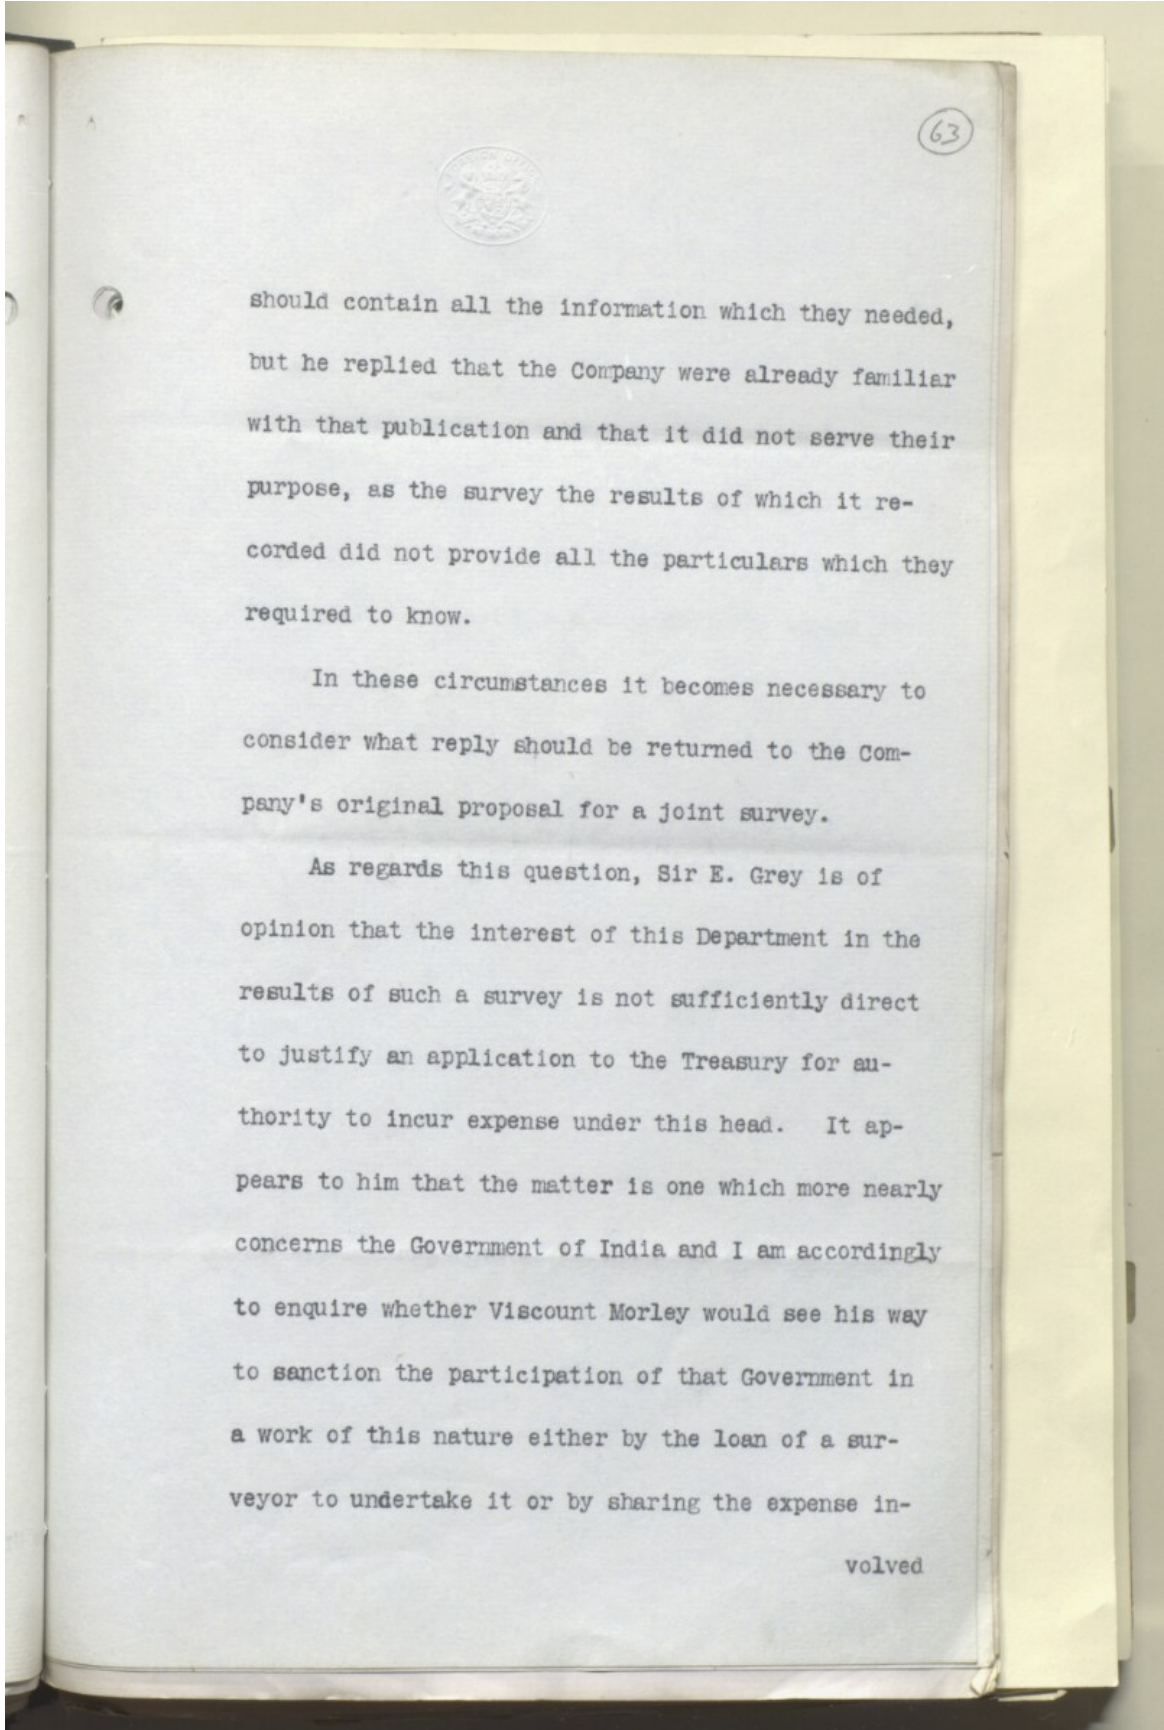 63
FOREIGN OFFICE
should contain all the information which they needed,
but he replied that the Company were already familiar
with that publication and that it did not serve their
purpose, as the survey the results of which it re-
corded did not provide all the particulars which they
required to know.
In these circumstances it becomes necessary to
consider what reply should be returned to the Com-
pany's original proposal for a joint survey.
As regards this question, Sir E. Grey is of
opinion that the interest of this Department in the
results of such a survey is not sufficiently direct
to justify an application to the Treasury for au-
thority to incur expense under this head. It ap-
pears to him that the matter is one which more nearly
concerns the Government of India and I am accordingly
to enquire whether Viscount Morley would see his way
to sanction the participation of that Government in
a work of this nature either by the loan of a sur-
veyor to undertake it or by sharing the expense in-
volved